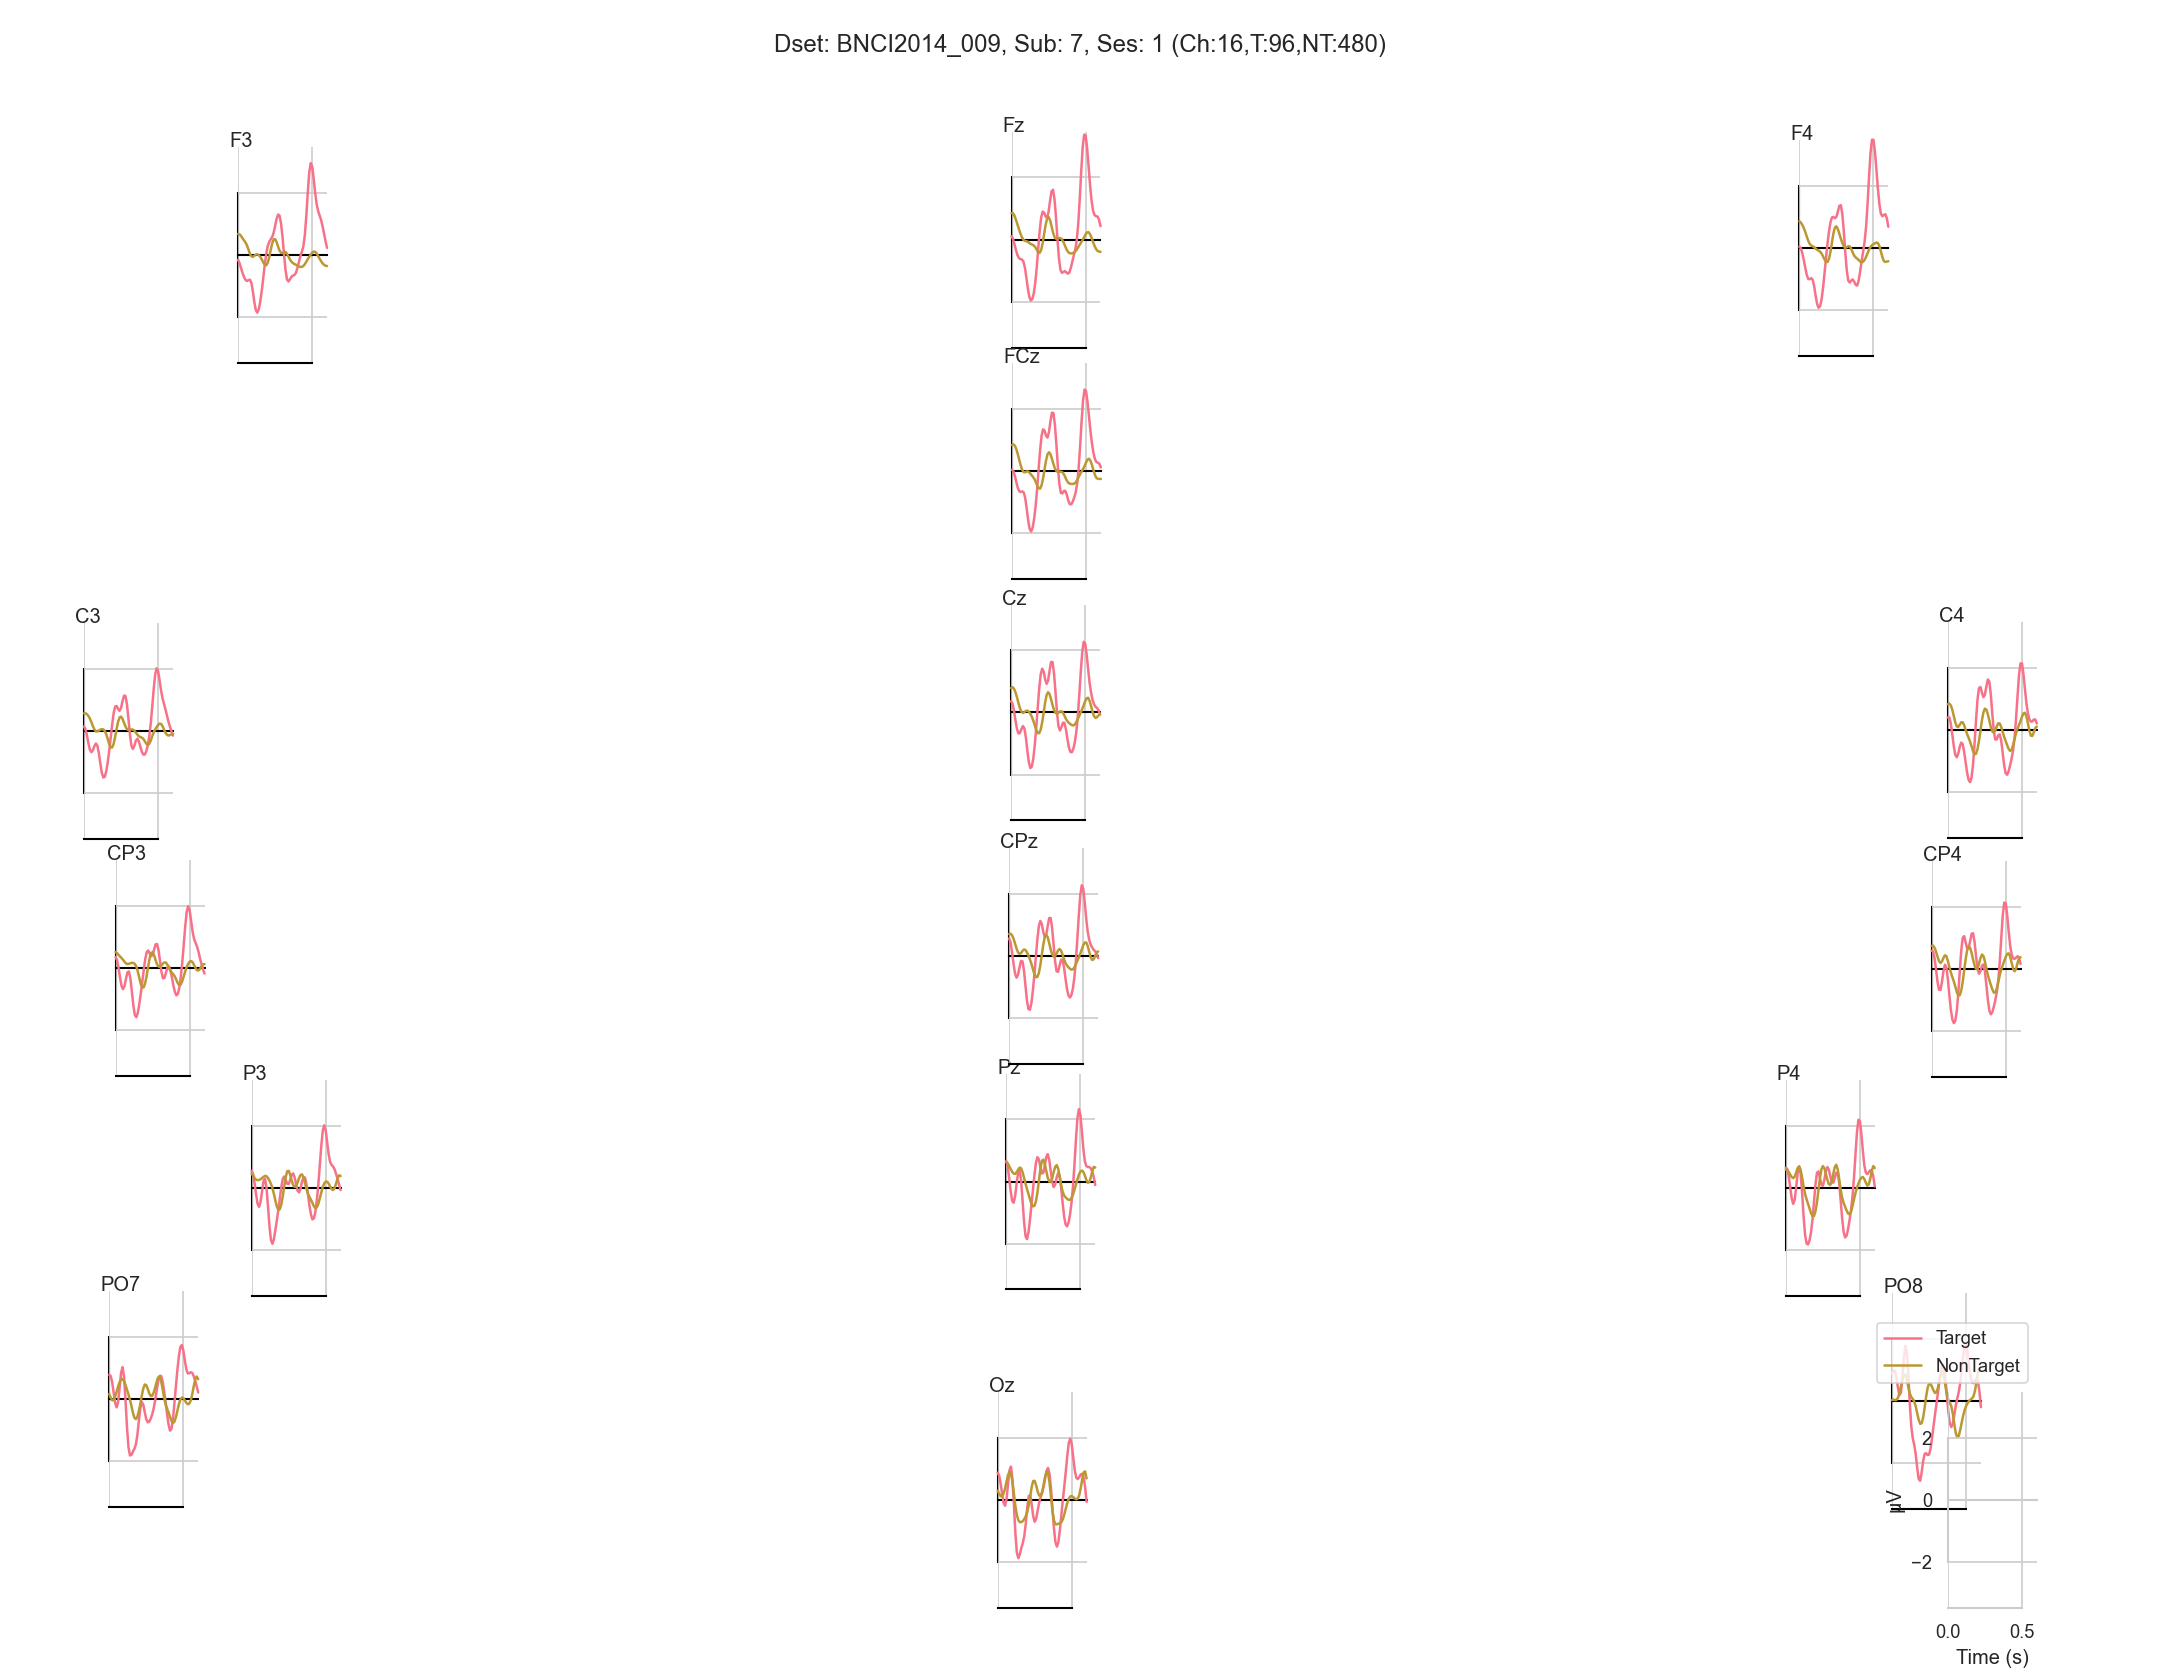 Dset: BNCI2014_009, Sub: 7, Ses: 1 (Ch:16,T:96,NT:480)
F3
Fz
F4
FCz
C3
Cz
C4
CP3
CPz
CP4
P3
Pz
P4
PO7
PO8
Target
NonTarget
Oz
2
0
−2
µV
0.0 0.5
Time (s)